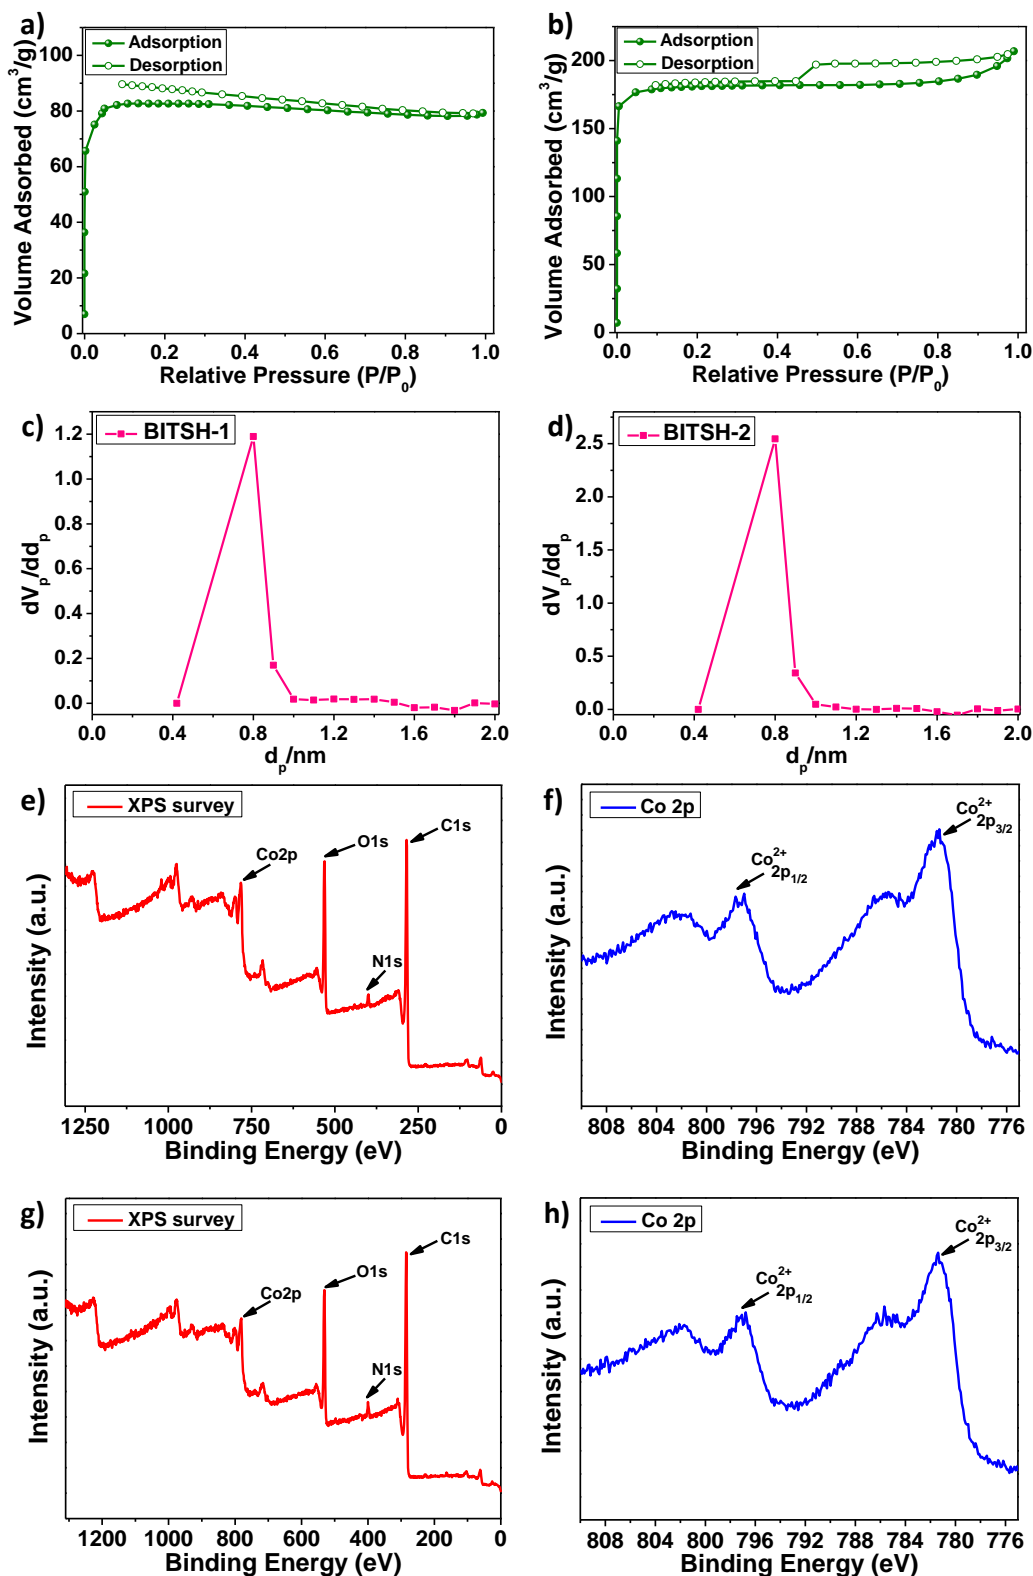 a)
Adsorption
Desorption
Volume Adsorbed (cm³/g)
100
80
60
40
20
0
0.0 0.2 0.4 0.6 0.8 1.0
Relative Pressure (P/P₀)
b)
Adsorption
Desorption
Volume Adsorbed (cm³/g)
200
150
100
50
0
0.0 0.2 0.4 0.6 0.8 1.0
Relative Pressure (P/P₀)
c)
BITSH-1
dVₚ/ddₚ
1.2
1.0
0.8
0.6
0.4
0.2
0.0
0.0 0.4 0.8 1.2 1.6 2.0
dₚ/nm
d)
BITSH-2
dVₚ/ddₚ
2.5
2.0
1.5
1.0
0.5
0.0
0.0 0.4 0.8 1.2 1.6 2.0
dₚ/nm
e)
XPS survey
C1s
O1s
Co2p
N1s
Intensity (a.u.)
1250 1000 750 500 250 0
Binding Energy (eV)
f)
Co 2p
Co²⁺
2p₃/₂
Co²⁺
2p₁/₂
Intensity (a.u.)
808 804 800 796 792 788 784 780 776
Binding Energy (eV)
g)
XPS survey
C1s
O1s
Co2p
N1s
Intensity (a.u.)
1200 1000 800 600 400 200 0
Binding Energy (eV)
h)
Co 2p
Co²⁺
2p₃/₂
Co²⁺
2p₁/₂
Intensity (a.u.)
808 804 800 796 792 788 784 780 776
Binding Energy (eV)